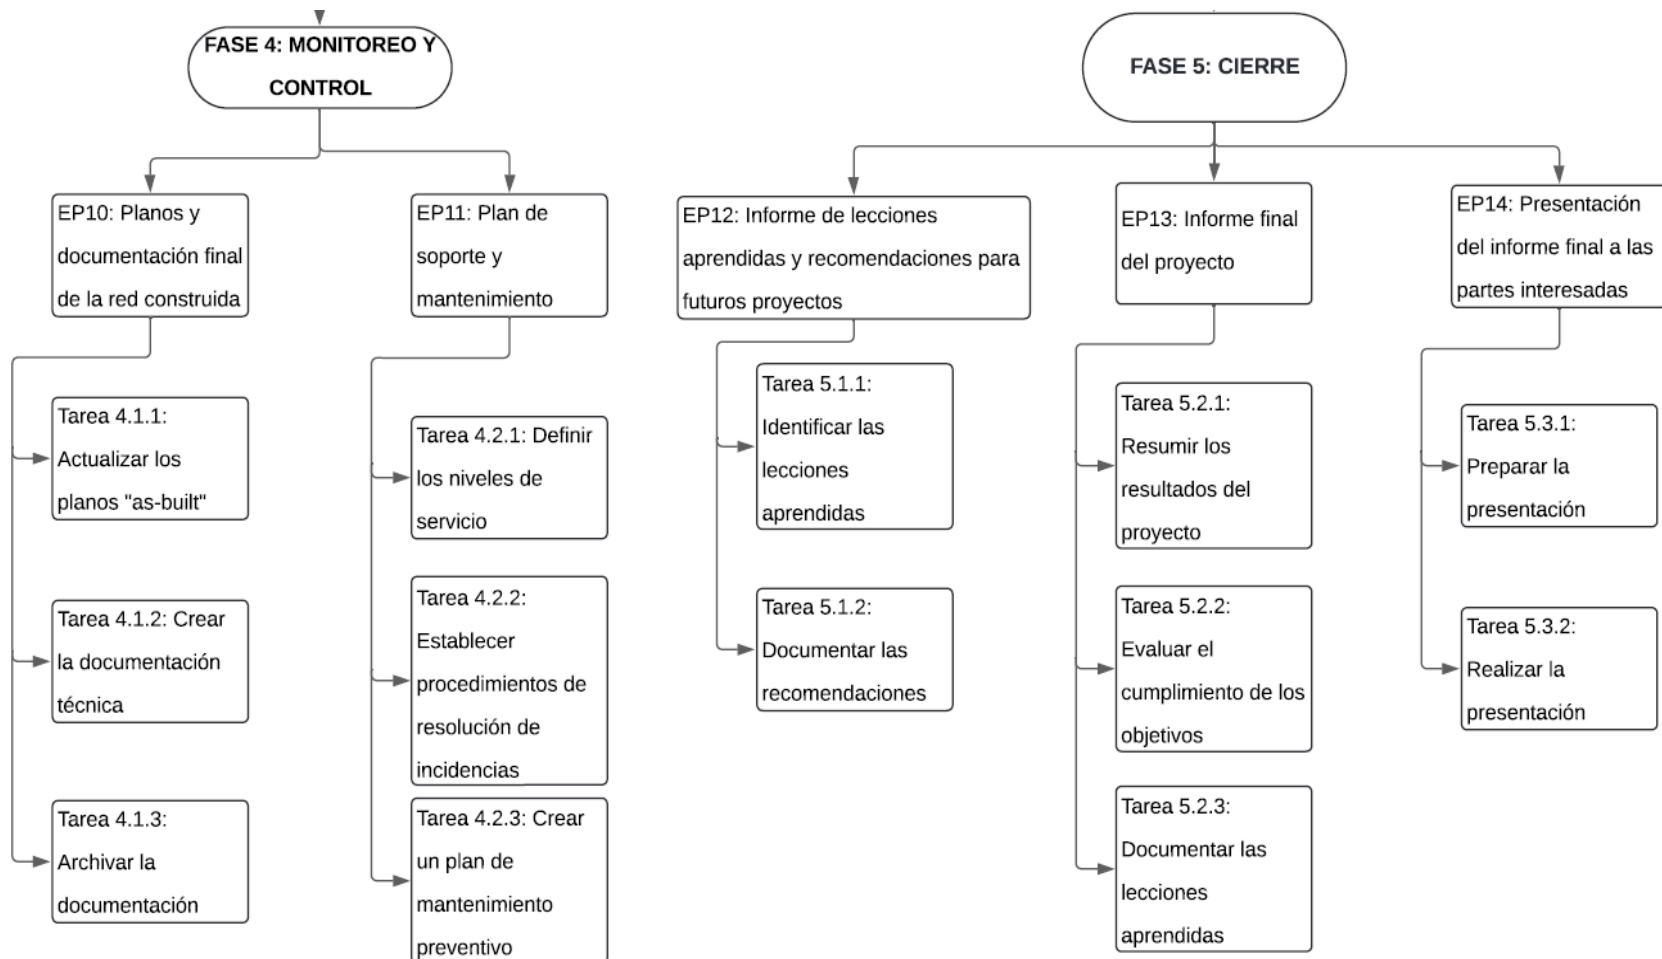 FASE 4: MONITOREO Y
CONTROL
EP10: Planos y
documentación final
de la red construida
Tarea 4.1.1:
Actualizar los
planos "as-built"
Tarea 4.1.2: Crear
la documentación
técnica
Tarea 4.1.3:
Archivar la
documentación
EP11: Plan de
soporte y
mantenimiento
Tarea 4.2.1: Definir
los niveles de
servicio
Tarea 4.2.2:
Establecer
procedimientos de
resolución de
incidencias
Tarea 4.2.3: Crear
un plan de
mantenimiento
preventivo
FASE 5: CIERRE
EP12: Informe de lecciones
aprendidas y recomendaciones para
futuros proyectos
Tarea 5.1.1:
Identificar las
lecciones
aprendidas
Tarea 5.1.2:
Documentar las
recomendaciones
EP13: Informe final
del proyecto
Tarea 5.2.1:
Resumir los
resultados del
proyecto
Tarea 5.2.2:
Evaluar el
cumplimiento de los
objetivos
Tarea 5.2.3:
Documentar las
lecciones
aprendidas
EP14: Presentación
del informe final a las
partes interesadas
Tarea 5.3.1:
Preparar la
presentación
Tarea 5.3.2:
Realizar la
presentación